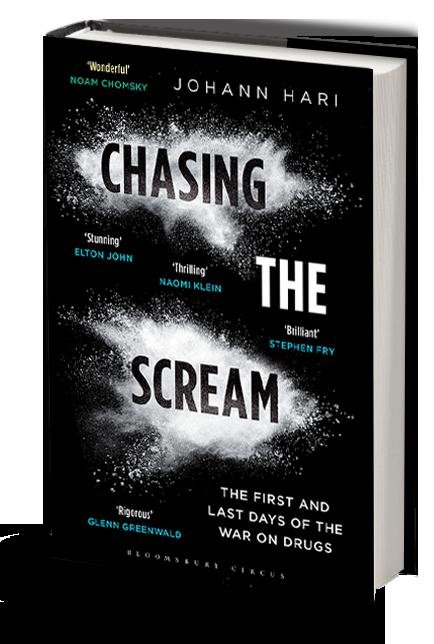 'Wonderful'
NOAM CHOMSKY
JOHANN HARI
CHASING
'Stunning'
ELTON JOHN
'Thrilling'
NAOMI KLEIN
THE
'Brilliant'
STEPHEN FRY
SCREAM
'Rigorous'
GLENN GREENWALD
THE FIRST AND
LAST DAYS OF THE
WAR ON DRUGS
BLOOMSBURY CIRCUS